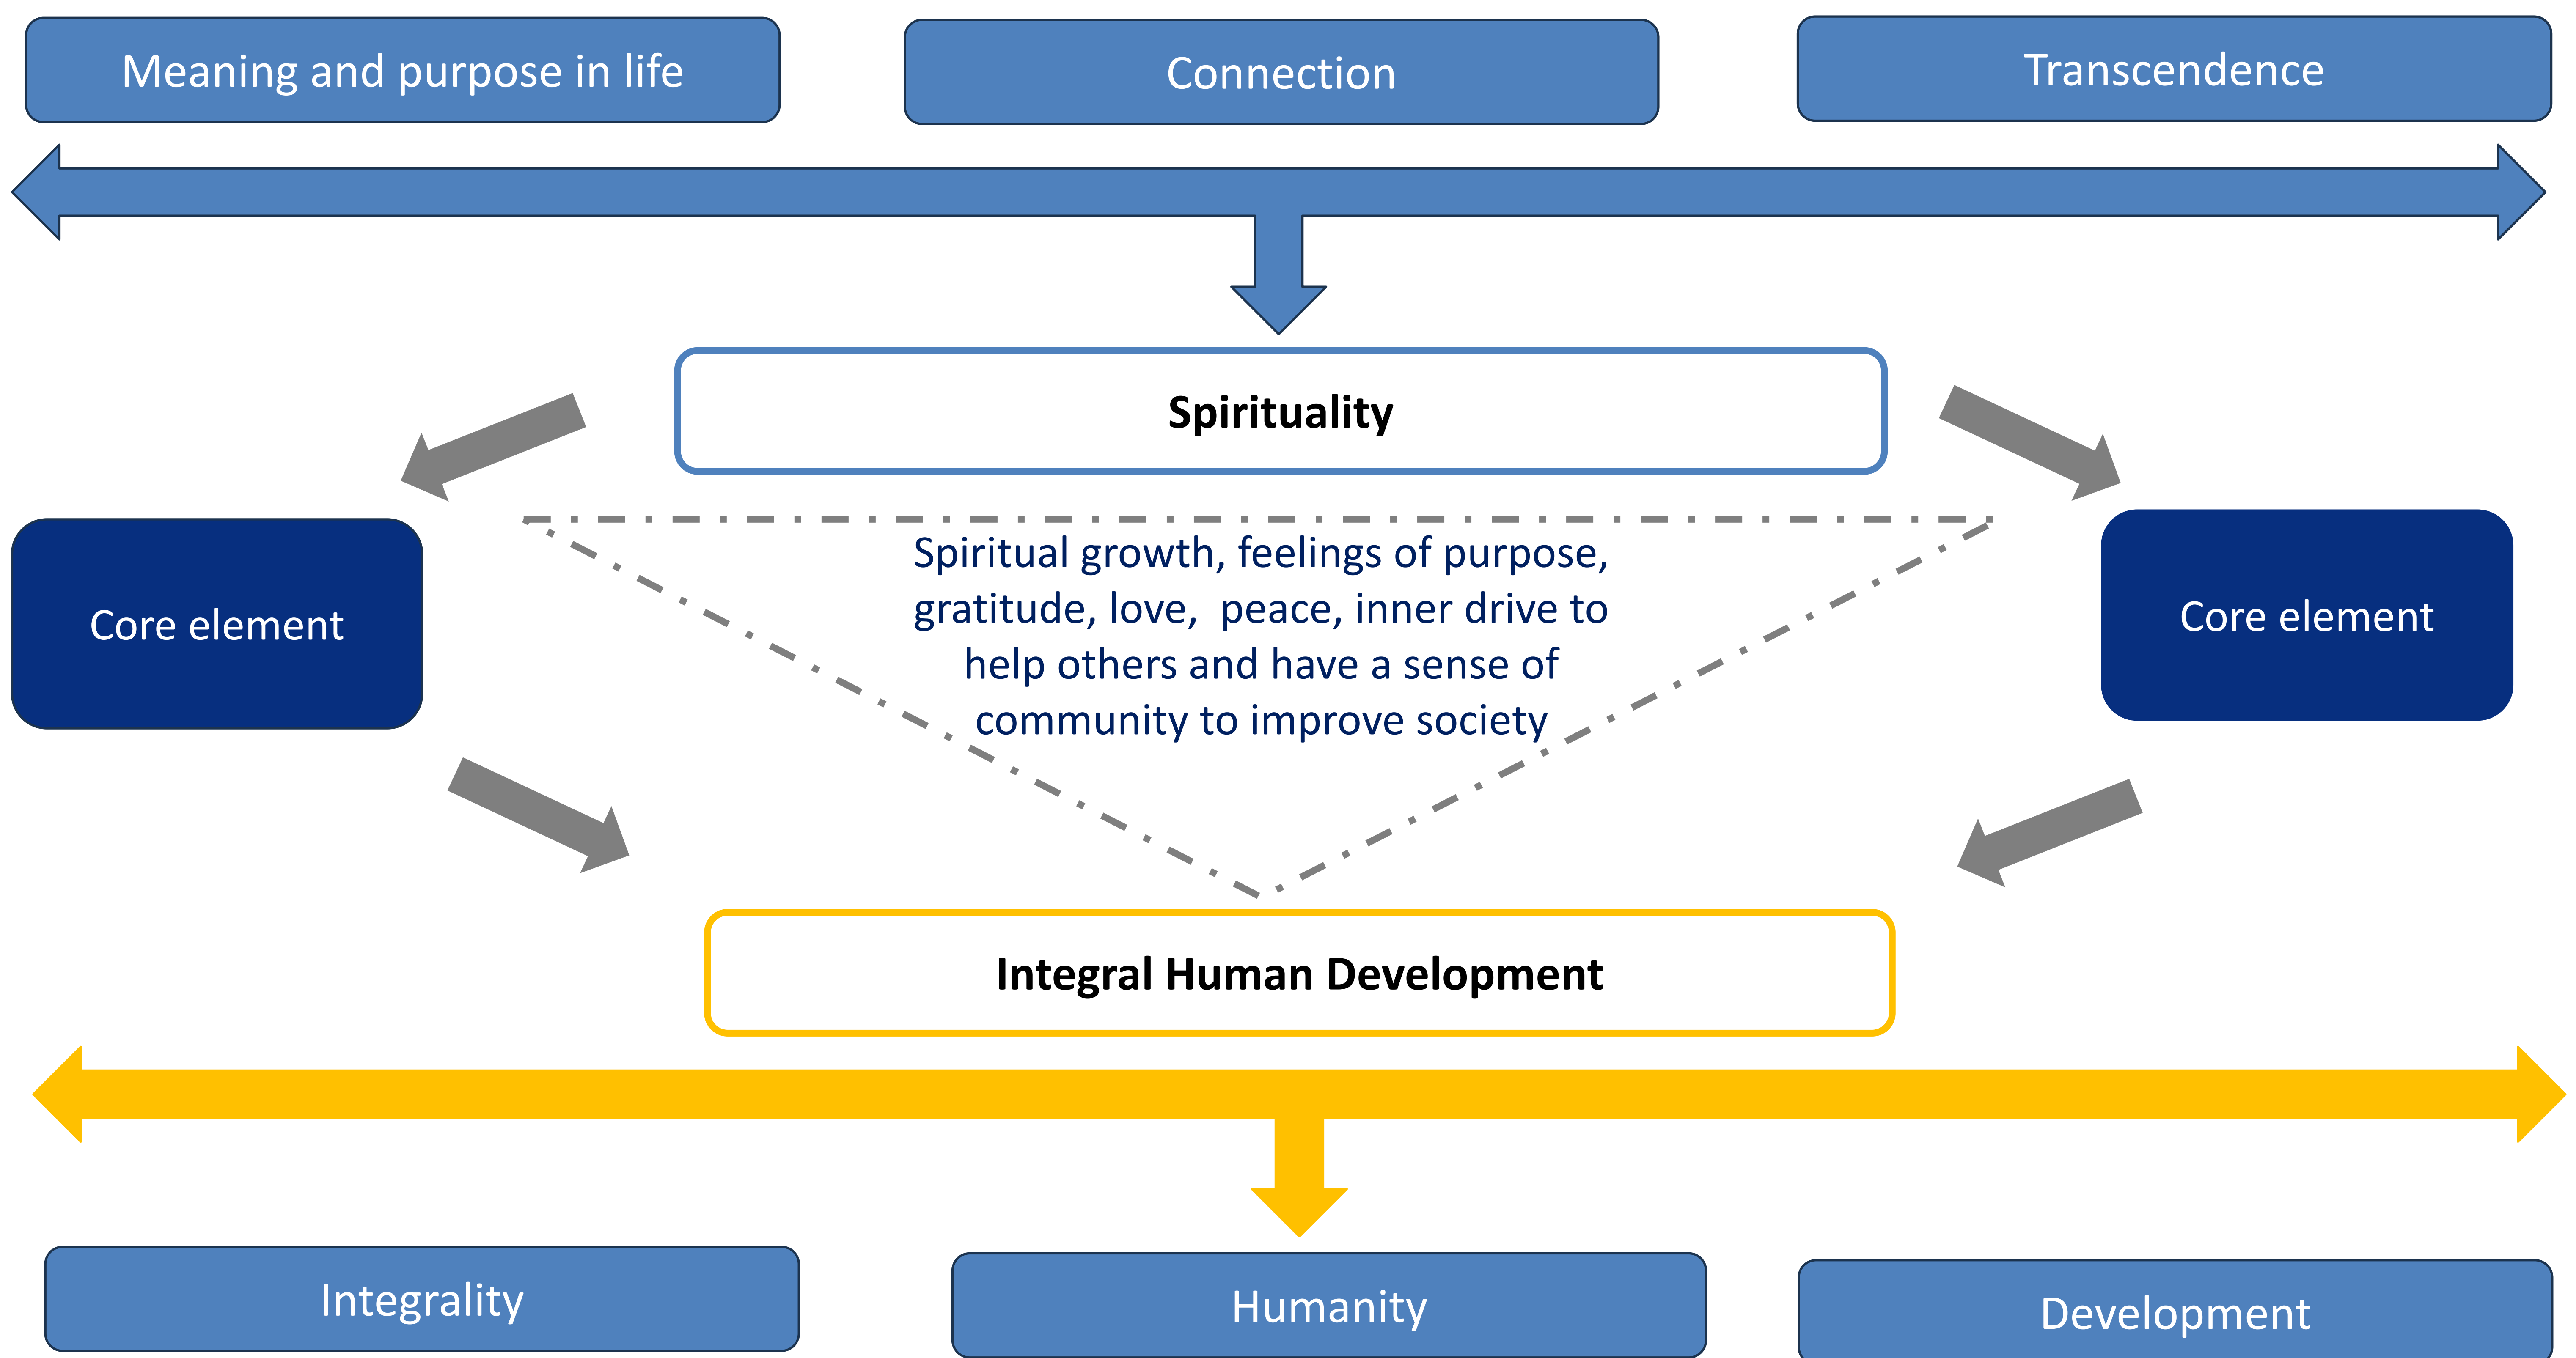 Meaning and purpose in life
Connection
Transcendence
Spirituality
Core element
Spiritual growth, feelings of purpose,
gratitude, love,  peace, inner drive to
help others and have a sense of
community to improve society
Core element
Integral Human Development
Integrality
Humanity
Development